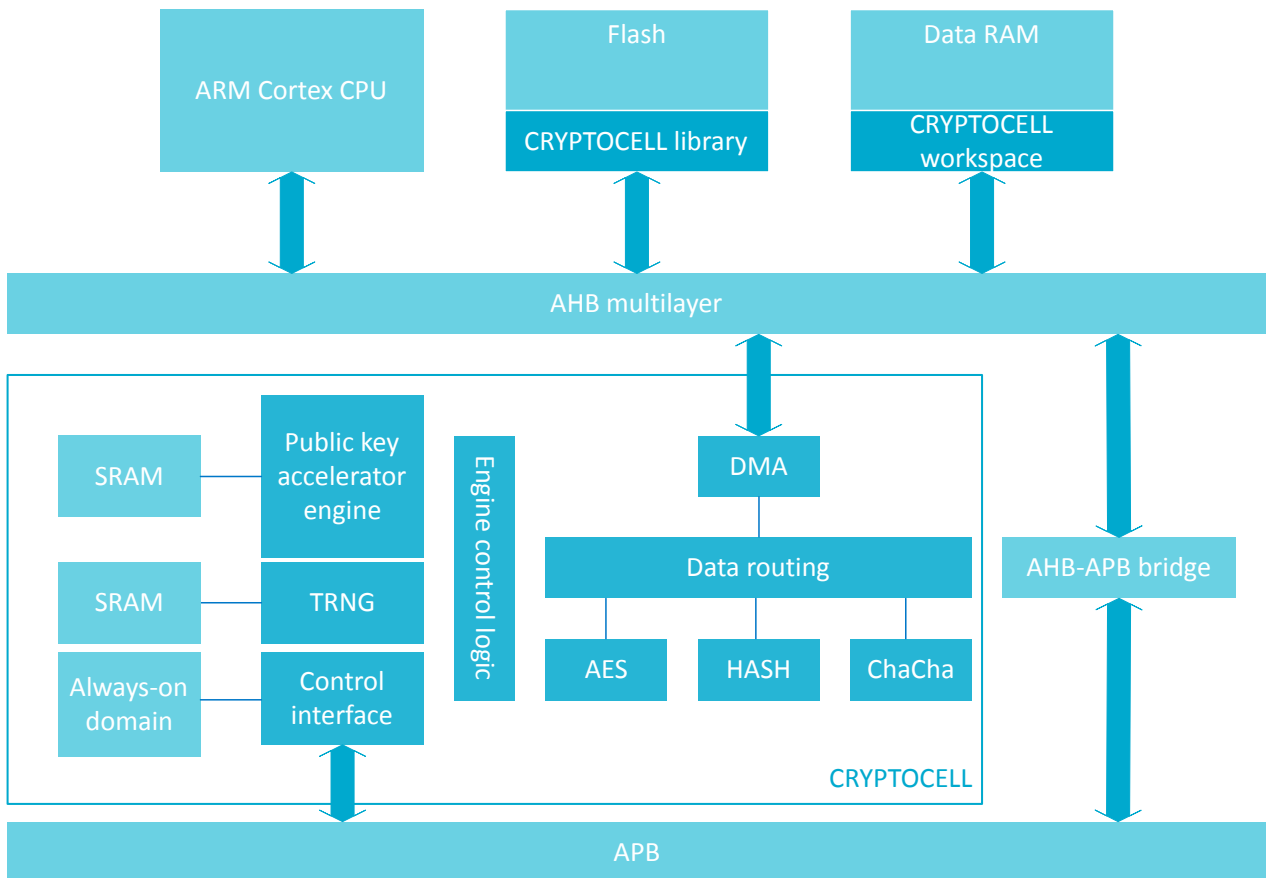 ARM Cortex CPU
Flash
CRYPTOCELL library
Data RAM
CRYPTOCELL
workspace
AHB multilayer
SRAM
Public key
accelerator
engine
SRAM
TRNG
Always-on
domain
Control
interface
Engine control logic
DMA
Data routing
AES
HASH
ChaCha
CRYPTOCELL
AHB-APB bridge
APB